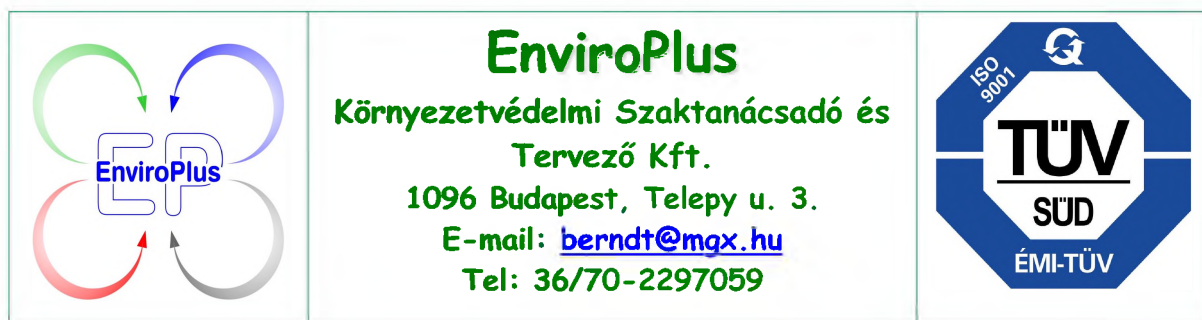 EP
EnviroPlus
EnviroPlus
Környezetvédelmi Szaktanácsadó és
Tervező Kft.
1096 Budapest, Telepy u. 3.
E-mail: berndt@mgx.hu
Tel: 36/70-2297059
ISO
9001
TÜV
SÜD
ÉMI-TÜV